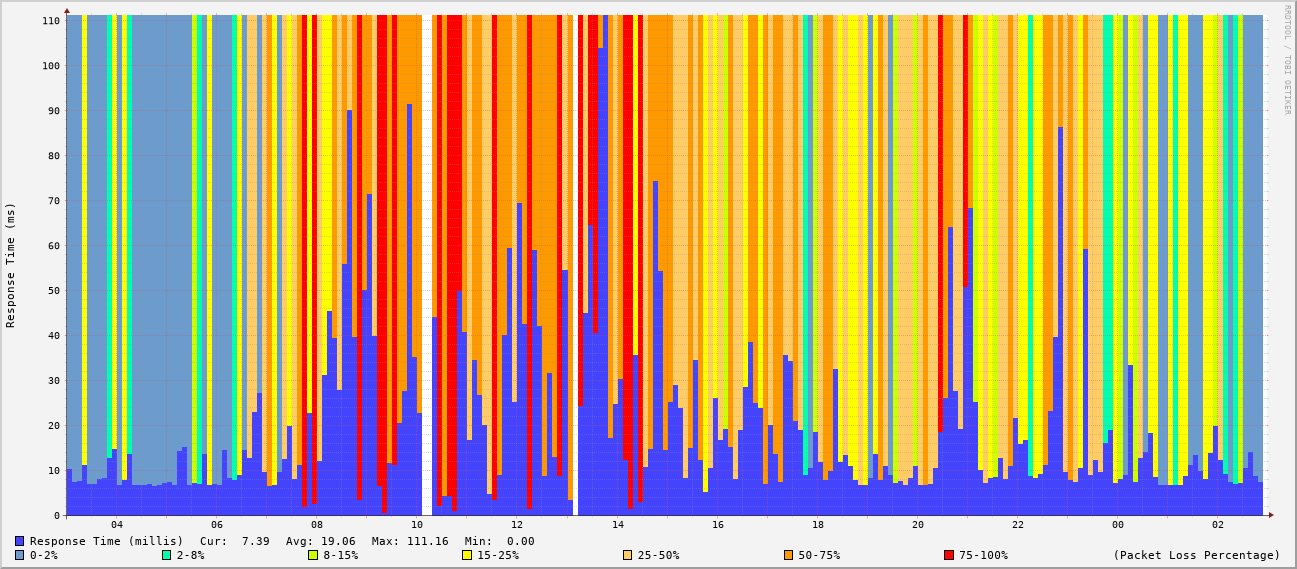 RRDTOOL / TOBI OETIKER
Response Time (ms)
110
100
90
80
70
60
50
40
30
20
10
0
04 06 08 10 12 14 16 18 20 22 00 02
Response Time (millis) Cur: 7.39 Avg: 19.06 Max: 111.16 Min: 0.00
0-2% 2-8% 8-15% 15-25% 25-50% 50-75% 75-100% (Packet Loss Percentage)